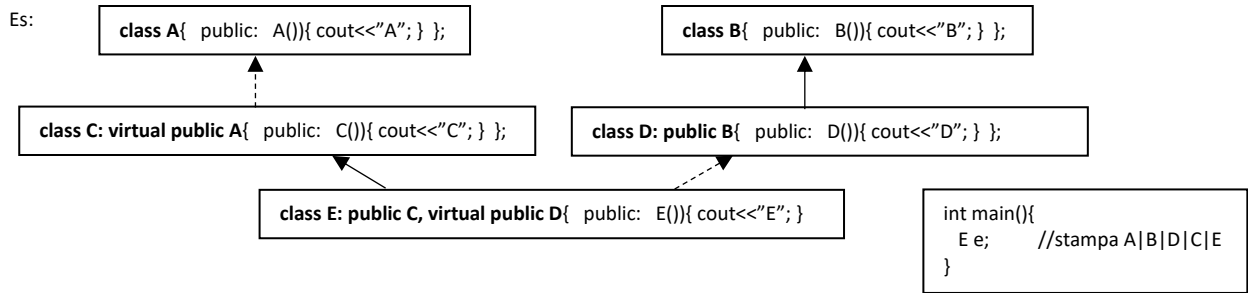 Es:
class A{ public: A()){ cout<<”A”; } };
class B{ public: B()){ cout<<”B”; } };
class C: virtual public A{ public: C()){ cout<<”C”; } };
class D: public B{ public: D()){ cout<<”D”; } };
class E: public C, virtual public D{ public: E()){ cout<<”E”; }
int main(){
E e; //stampa A|B|D|C|E
}